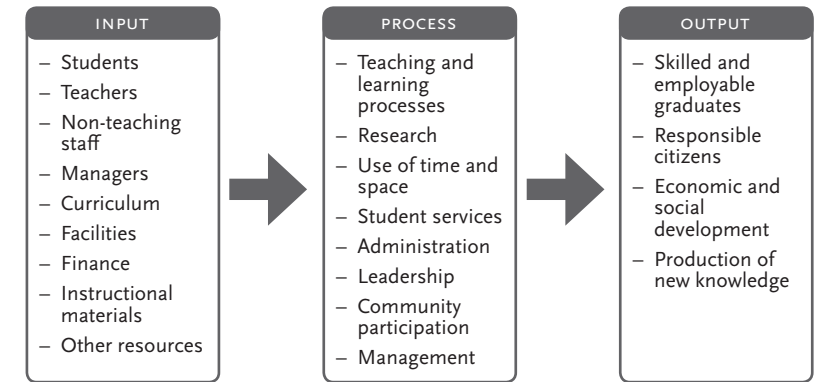 INPUT
– Students
– Teachers
– Non-teaching
staff
– Managers
– Curriculum
– Facilities
– Finance
– Instructional
materials
– Other resources
PROCESS
– Teaching and
learning
processes
– Research
– Use of time and
space
– Student services
– Administration
– Leadership
– Community
participation
– Management
OUTPUT
– Skilled and
employable
graduates
– Responsible
citizens
– Economic and
social
development
– Production of
new knowledge